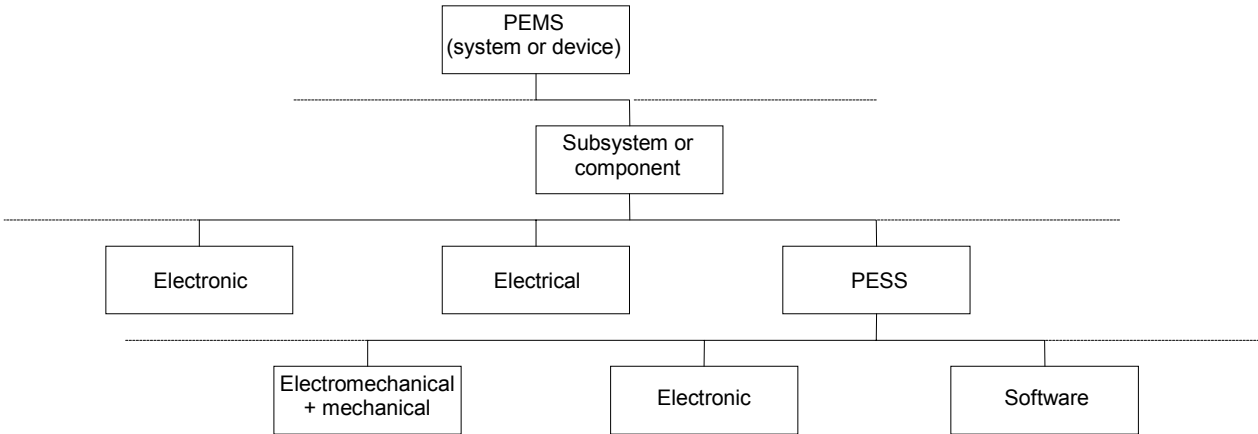 PEMS
(system or device)
Subsystem or
component
Electronic
Electrical
PESS
Electromechanical
+ mechanical
Electronic
Software